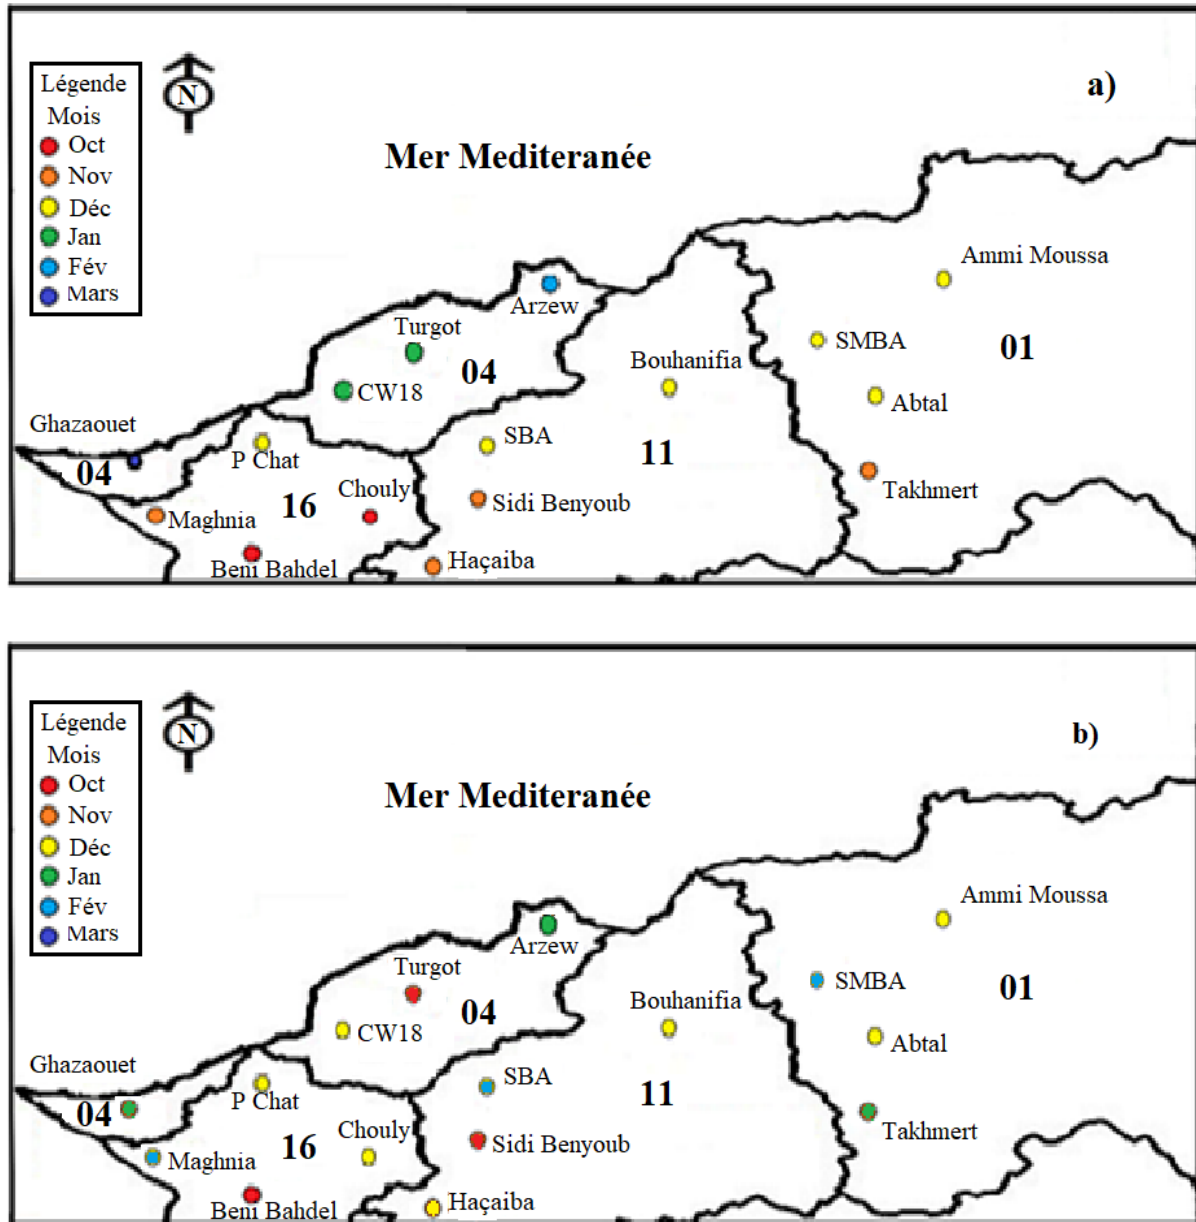 a)
Légende
Mois
Oct
Nov
Déc
Jan
Fév
Mars
N
Mer Mediteranée
Ammi Moussa
Arzew
Turgot
SMBA
01
04
Bouhanifia
CW18
Abtal
Ghazaouet
SBA
04
P Chat
11
Chouly
Takhmert
16
Sidi Benyoub
Maghnia
Haçaiba
Beni Bahdel
b)
Légende
Mois
Oct
Nov
Déc
Jan
Fév
Mars
N
Mer Mediteranée
Ammi Moussa
Arzew
Turgot
SMBA
01
04
Bouhanifia
CW18
Abtal
Ghazaouet
SBA
04
P Chat
11
Chouly
Takhmert
16
Sidi Benyoub
Maghnia
Haçaiba
Beni Bahdel